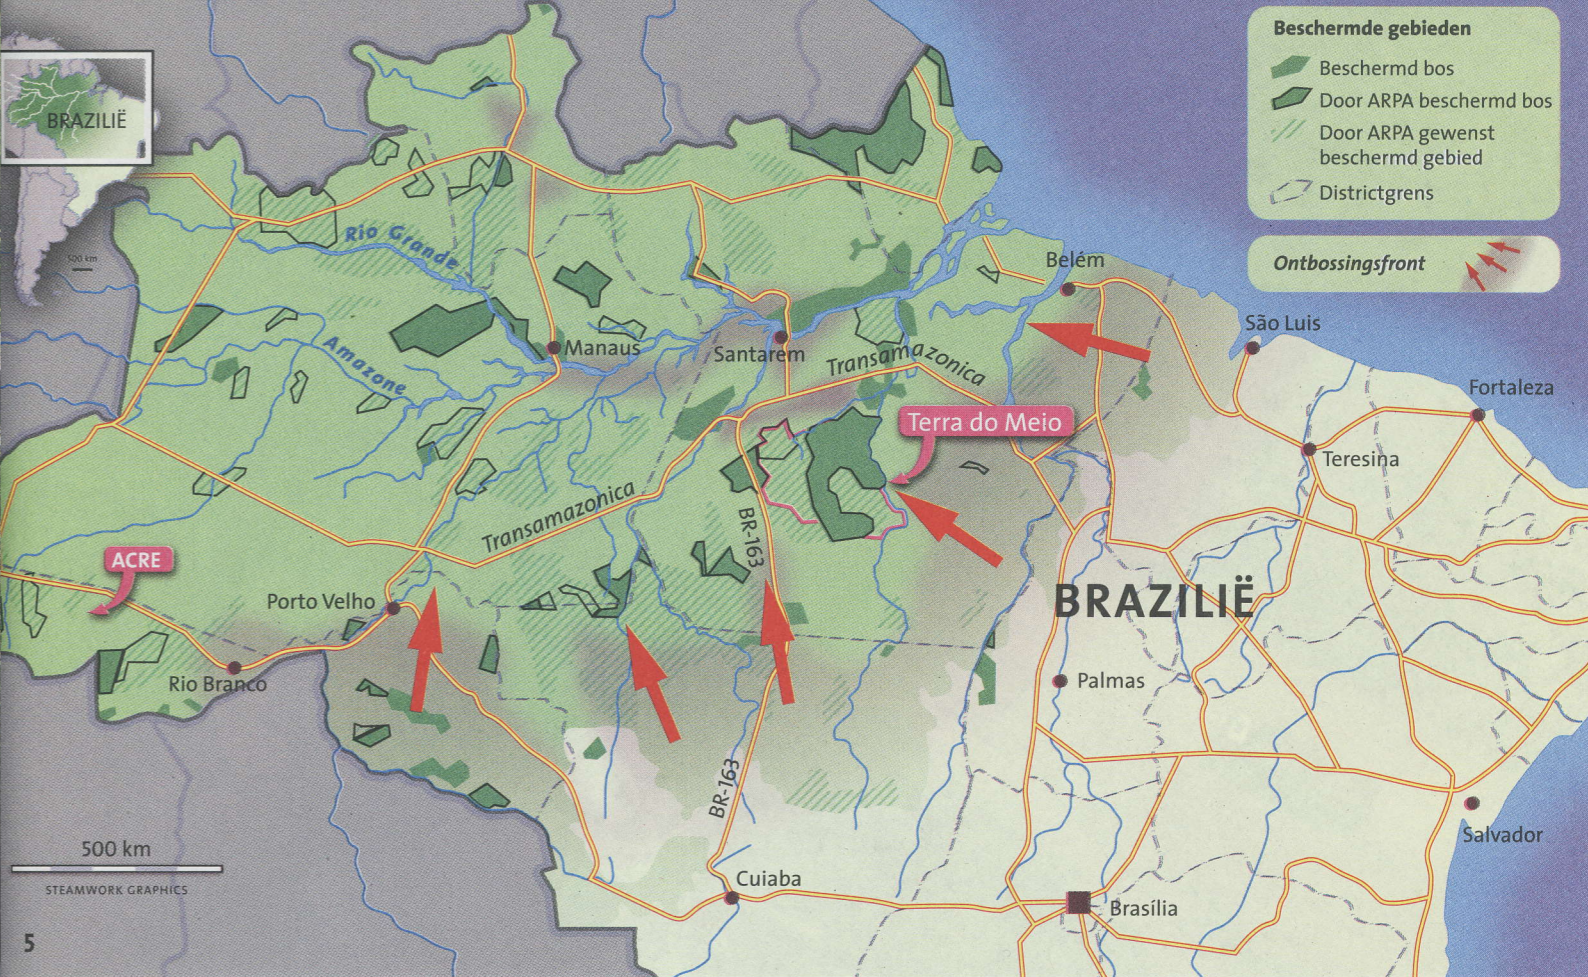 Beschermde gebieden
Beschermd bos
Door ARPA beschermd bos
Door ARPA gewenst
beschermd gebied
Districtgrens
Ontbossingsfront
BRAZILIË
500 km
Rio Grande
Amazone
Manaus
Santarem
Belém
São Luis
Fortaleza
Teresina
Transamazonica
Terra do Meio
Transamazonica
BR-163
ACRE
Porto Velho
Rio Branco
BRAZILIË
Palmas
BR-163
Salvador
500 km
STEAMWORK GRAPHICS
Cuiaba
Brasília
5